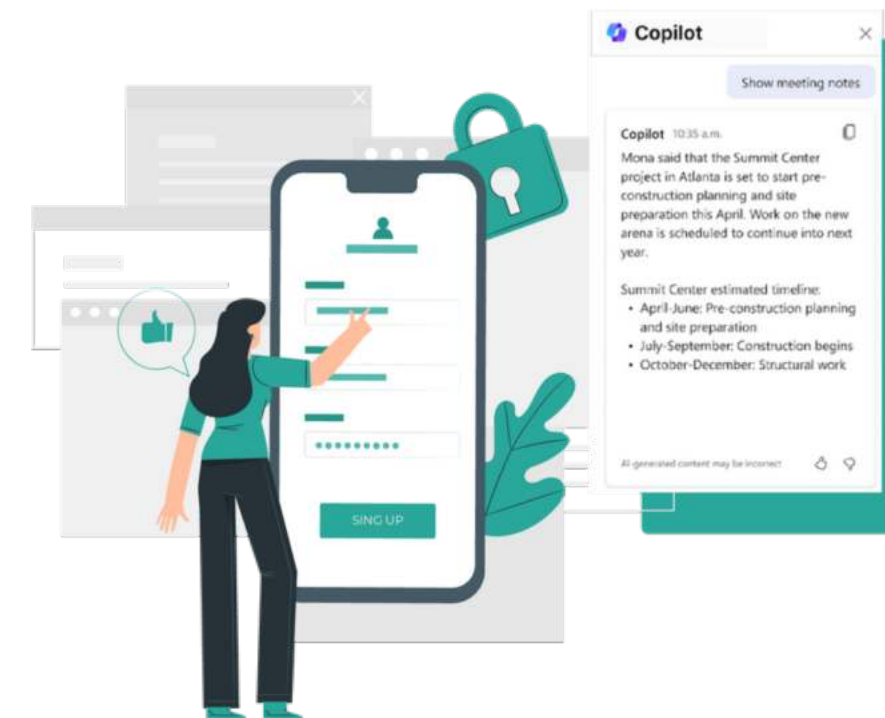 Copilot
Show meeting notes
Copilot 10:35 a.m.
Mona said that the Summit Center
project in Atlanta is set to start pre-
construction planning and site
preparation this April. Work on the new
arena is scheduled to continue into next
year.
Summit Center estimated timeline:
• April-June: Pre-construction planning
and site preparation
• July-September: Construction begins
• October-December: Structural work
AI-generated content may be incorrect
SING UP